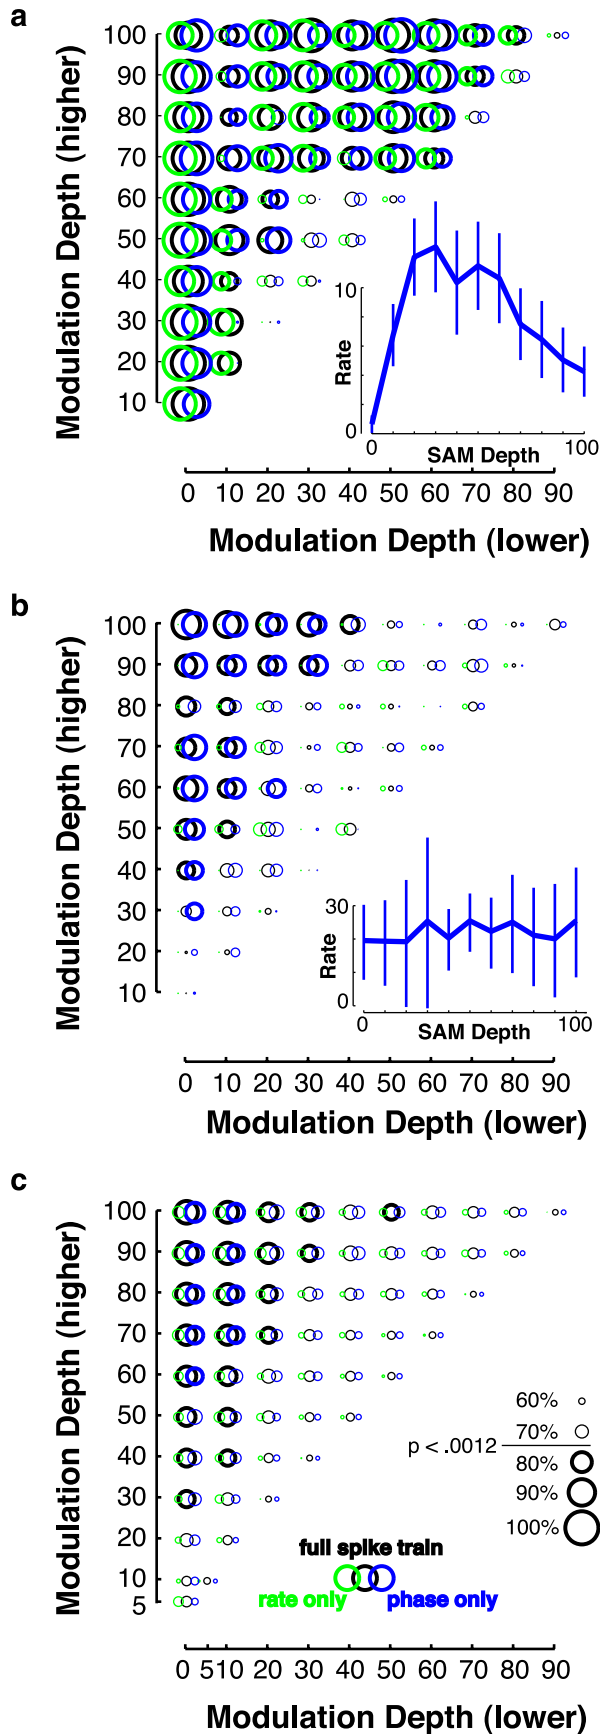 a
Modulation Depth (higher)
100
90
80
70
60
50
40
30
20
10
10
0
Rate
0
100
SAM Depth
0 10 20 30 40 50 60 70 80 90
Modulation Depth (lower)
b
Modulation Depth (higher)
100
90
80
70
60
50
40
30
20
10
30
0
Rate
0
100
SAM Depth
0 10 20 30 40 50 60 70 80 90
Modulation Depth (lower)
c
Modulation Depth (higher)
100
90
80
70
60
50
40
30
20
10
5
60%
70%
p < .0012
80%
90%
100%
full spike train
rate only
phase only
0 5 10 20 30 40 50 60 70 80 90
Modulation Depth (lower)